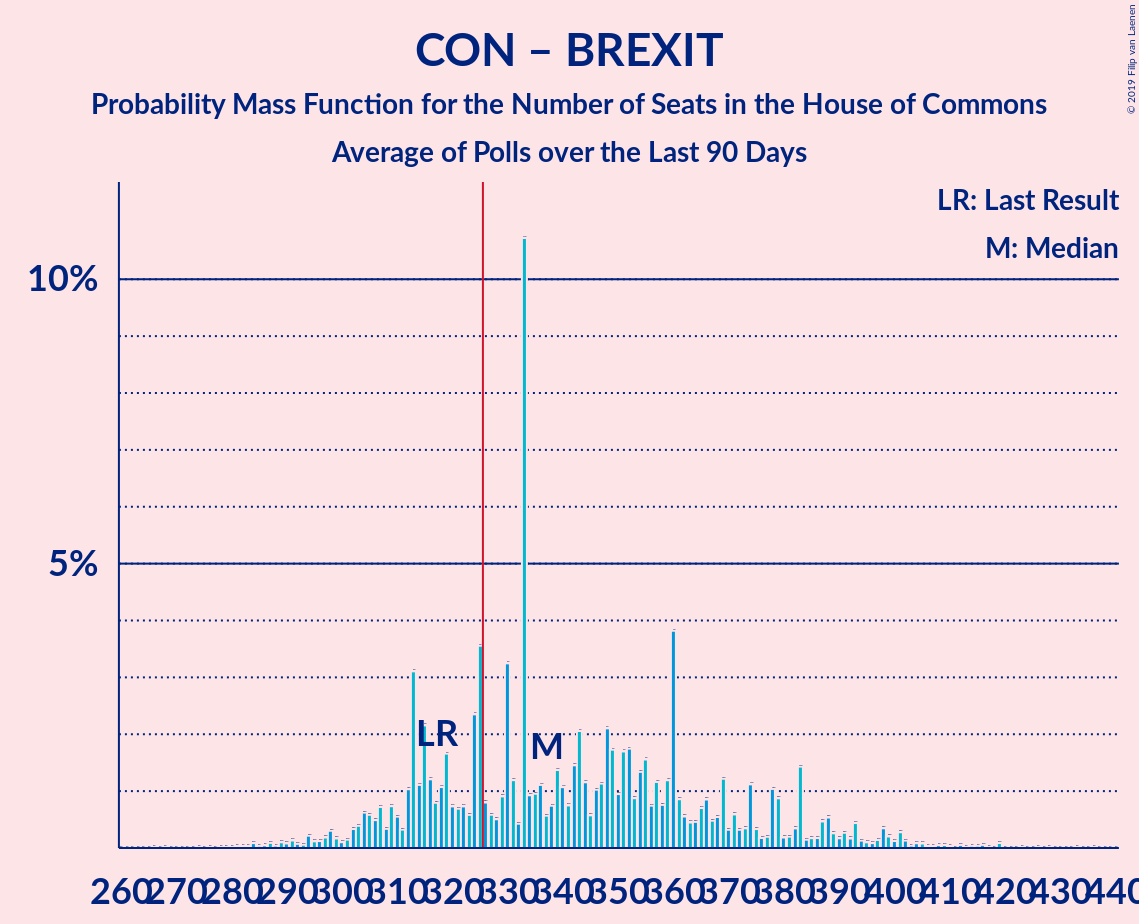 CON – BREXIT
Probability Mass Function for the Number of Seats in the House of Commons
Average of Polls over the Last 90 Days
© 2019 Filip van Laenen
LR: Last Result
M: Median
10%
5%
LR
M
260 270 280 290 300 310 320 330 340 350 360 370 380 390 400 410 420 430 440